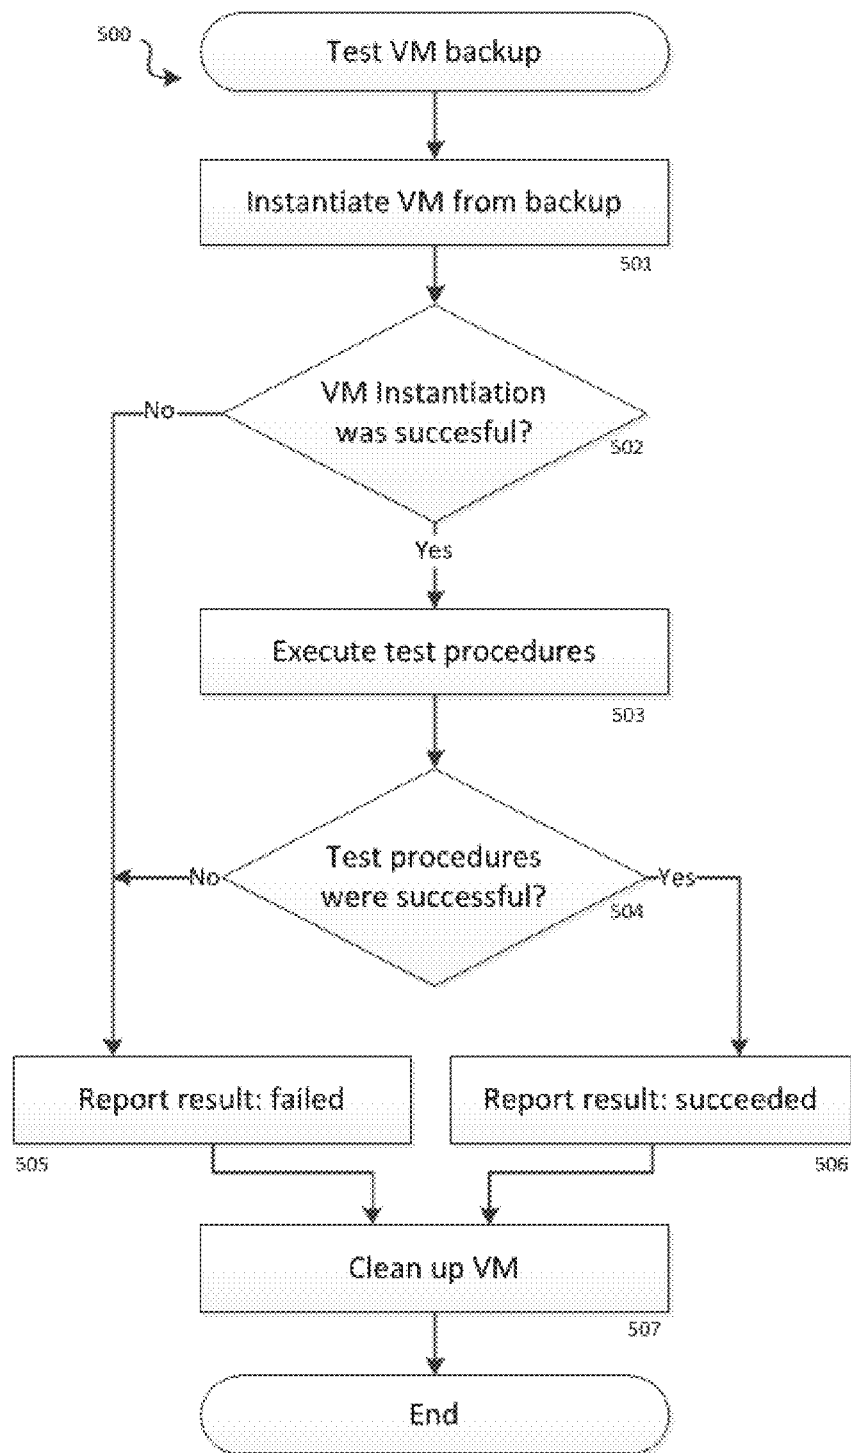 500
Test VM backup
Instantiate VM from backup
501
VM Instantiation
was succesful?
502
No
Yes
Execute test procedures
503
Test procedures
were successful?
504
No
Yes
Report result: failed
505
Report result: succeeded
506
Clean up VM
507
End